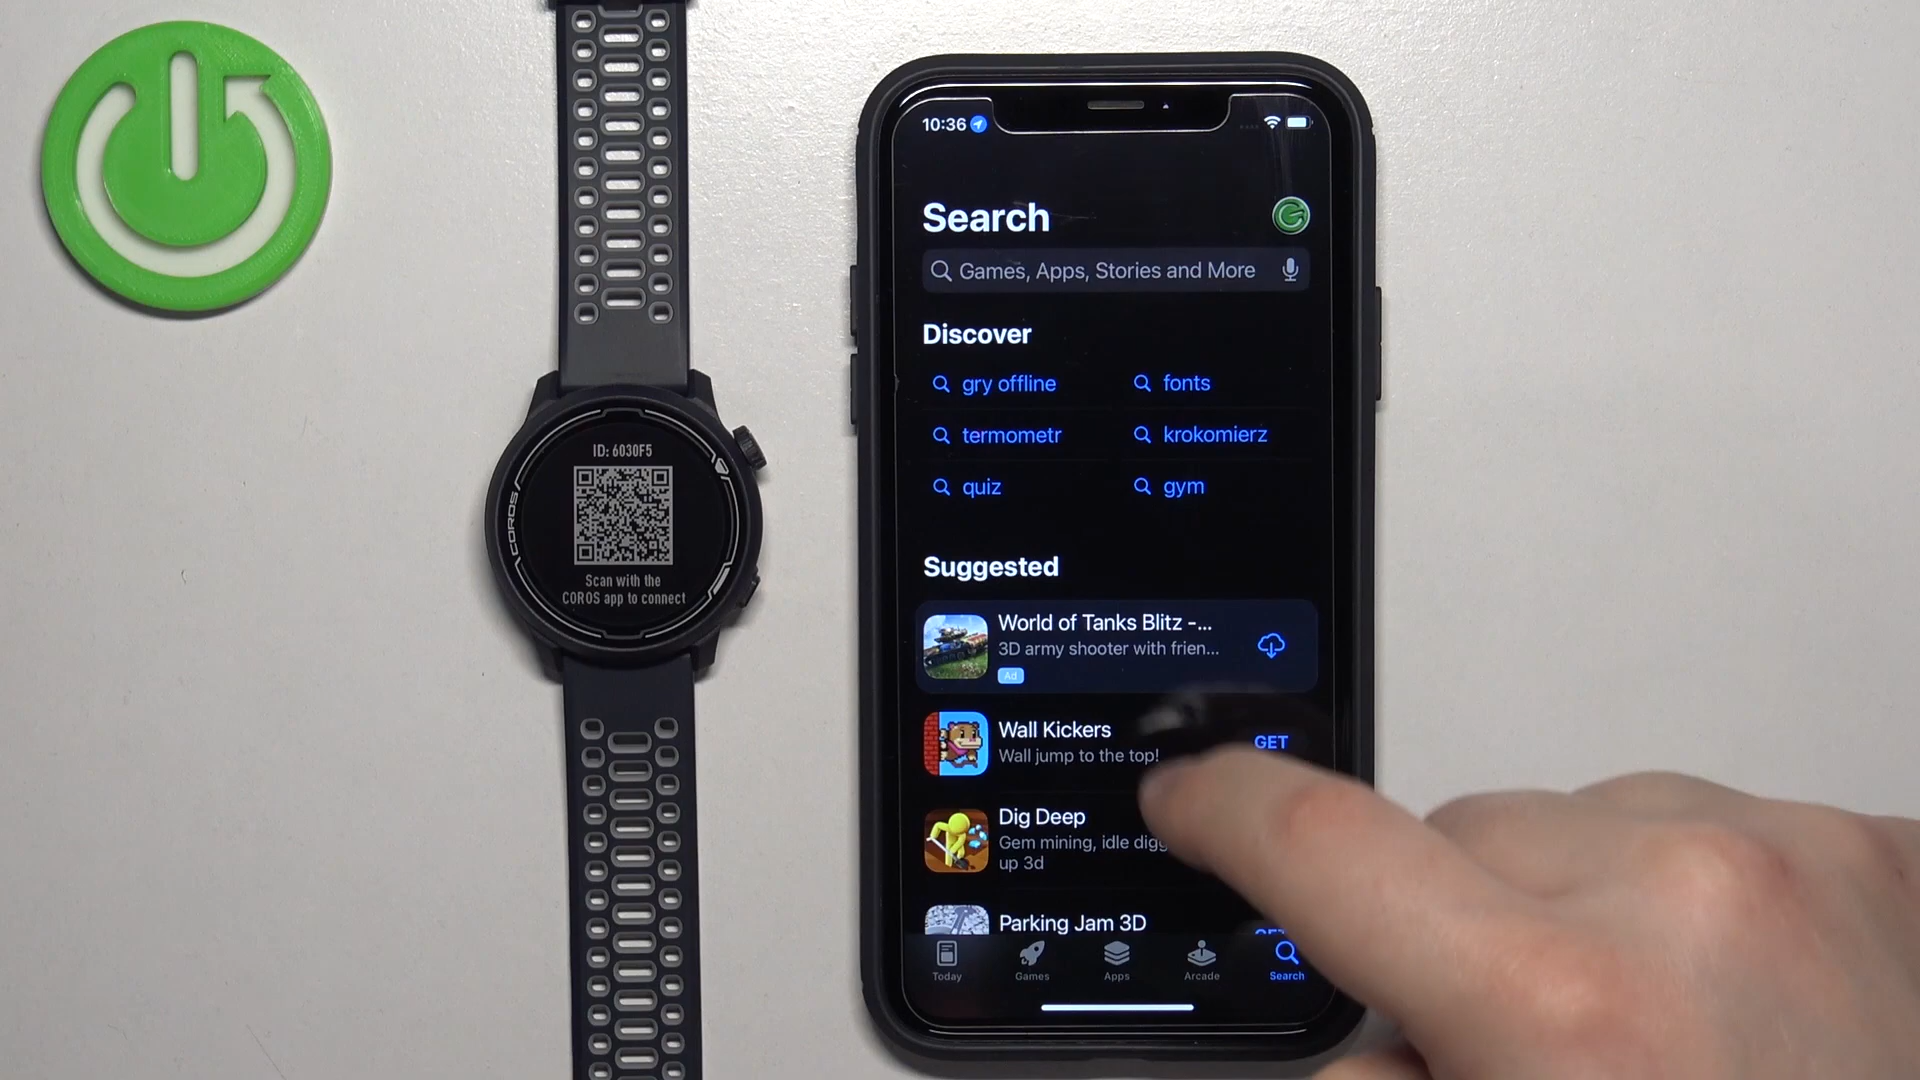 ID: 6030F5
COROS
Scan with the
COROS app to connect
10:36
Search
Games, Apps, Stories and More
Discover
gry offline
fonts
termometr
krokomierz
quiz
gym
Suggested
World of Tanks Blitz -...
3D army shooter with frien...
Ad
Wall Kickers
Wall jump to the top!
GET
Dig Deep
Gem mining, idle digg
up 3d
Parking Jam 3D
GET
Today
Games
Apps
Arcade
Search